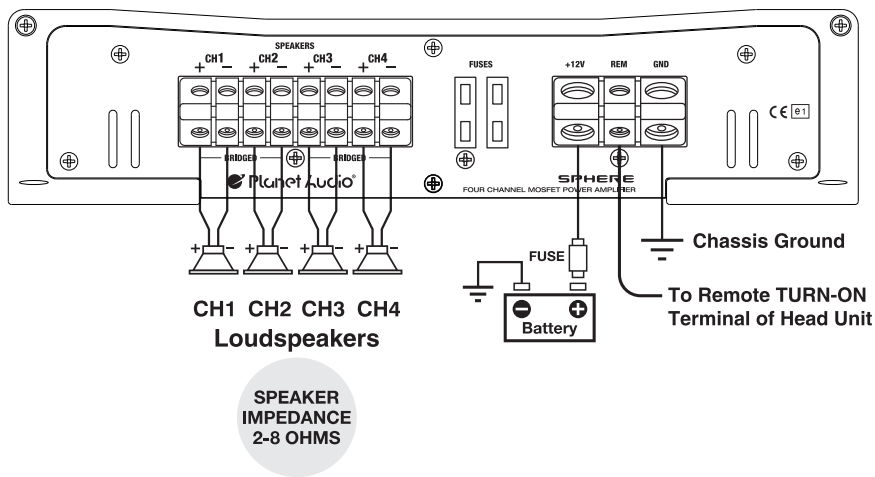 SPEAKERS
CH1 CH2 CH3 CH4
+ − + − + − + −
FUSES
+12V REM GND
CE e1
BRIDGED BRIDGED
Planet Audio®
SPHERE
FOUR CHANNEL MOSFET POWER AMPLIFIER
+ − + − + − + −
CH1 CH2 CH3 CH4
Loudspeakers
SPEAKER
IMPEDANCE
2-8 OHMS
FUSE
− +
Battery
Chassis Ground
To Remote TURN-ON
Terminal of Head Unit